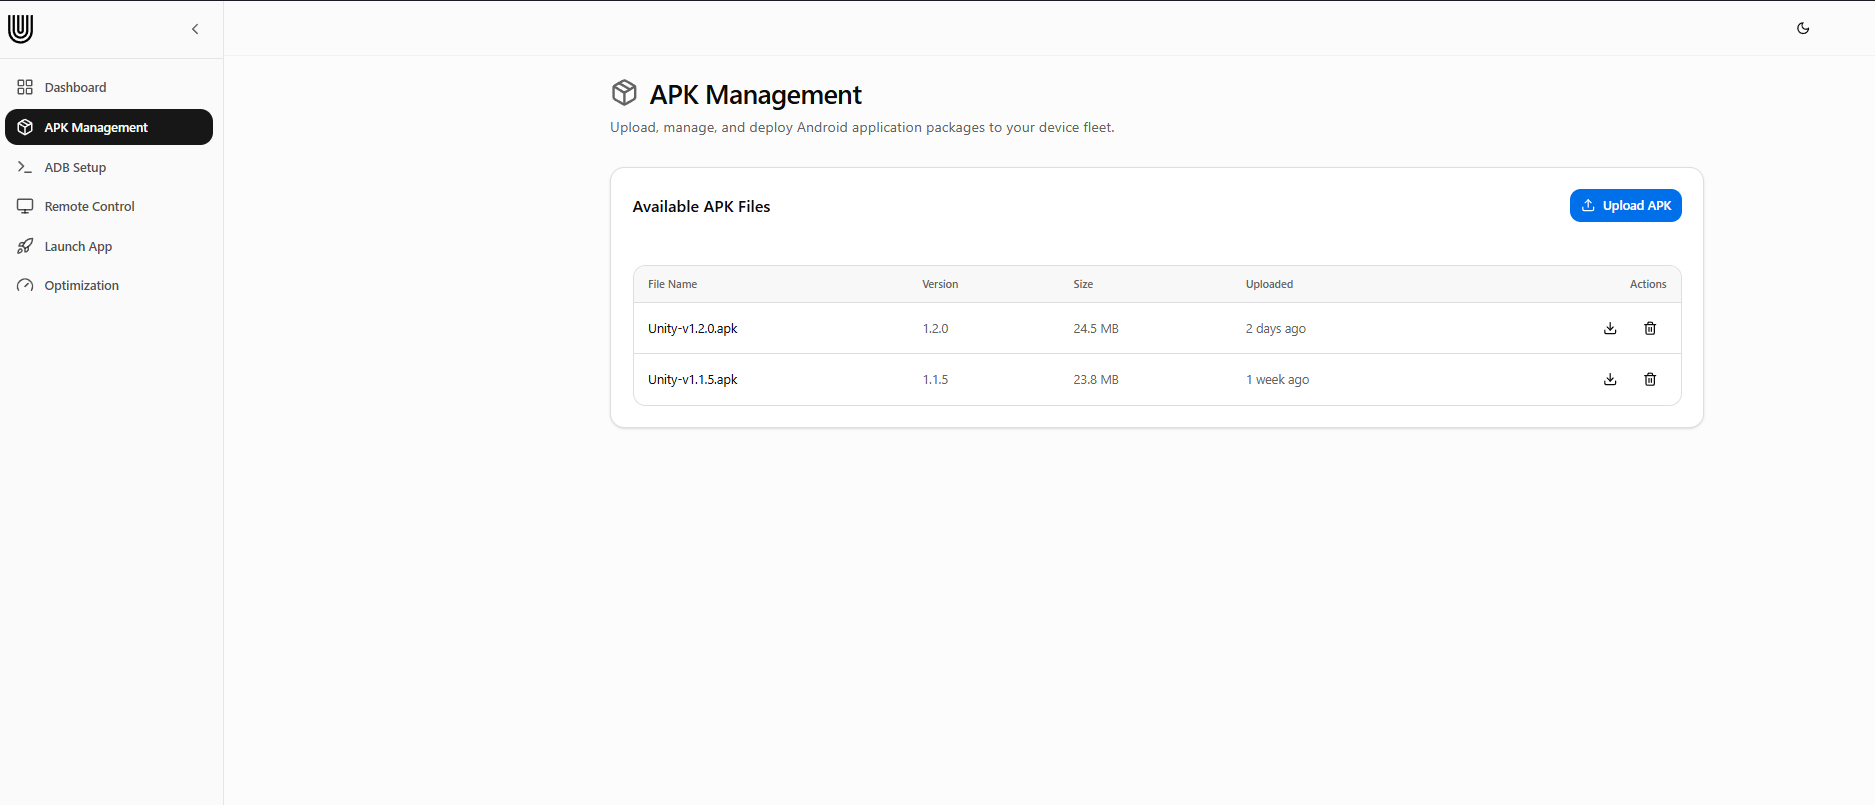 Dashboard
APK Management
ADB Setup
Remote Control
Launch App
Optimization
APK Management
Upload, manage, and deploy Android application packages to your device fleet.
Available APK Files
Upload APK
File Name Version Size Uploaded Actions
Unity-v1.2.0.apk 1.2.0 24.5 MB 2 days ago
Unity-v1.1.5.apk 1.1.5 23.8 MB 1 week ago